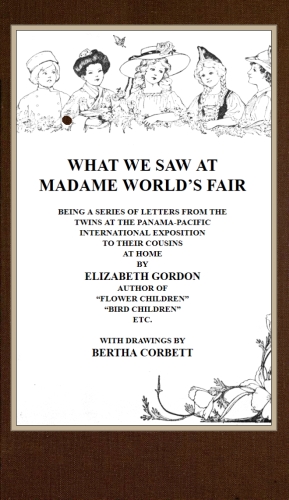 WHAT WE SAW AT
MADAME WORLD'S FAIR
BEING A SERIES OF LETTERS FROM THE
TWINS AT THE PANAMA-PACIFIC
INTERNATIONAL EXPOSITION
TO THEIR COUSINS
AT HOME
BY
ELIZABETH GORDON
AUTHOR OF
“FLOWER CHILDREN”
“BIRD CHILDREN”
ETC.
WITH DRAWINGS BY
BERTHA CORBETT